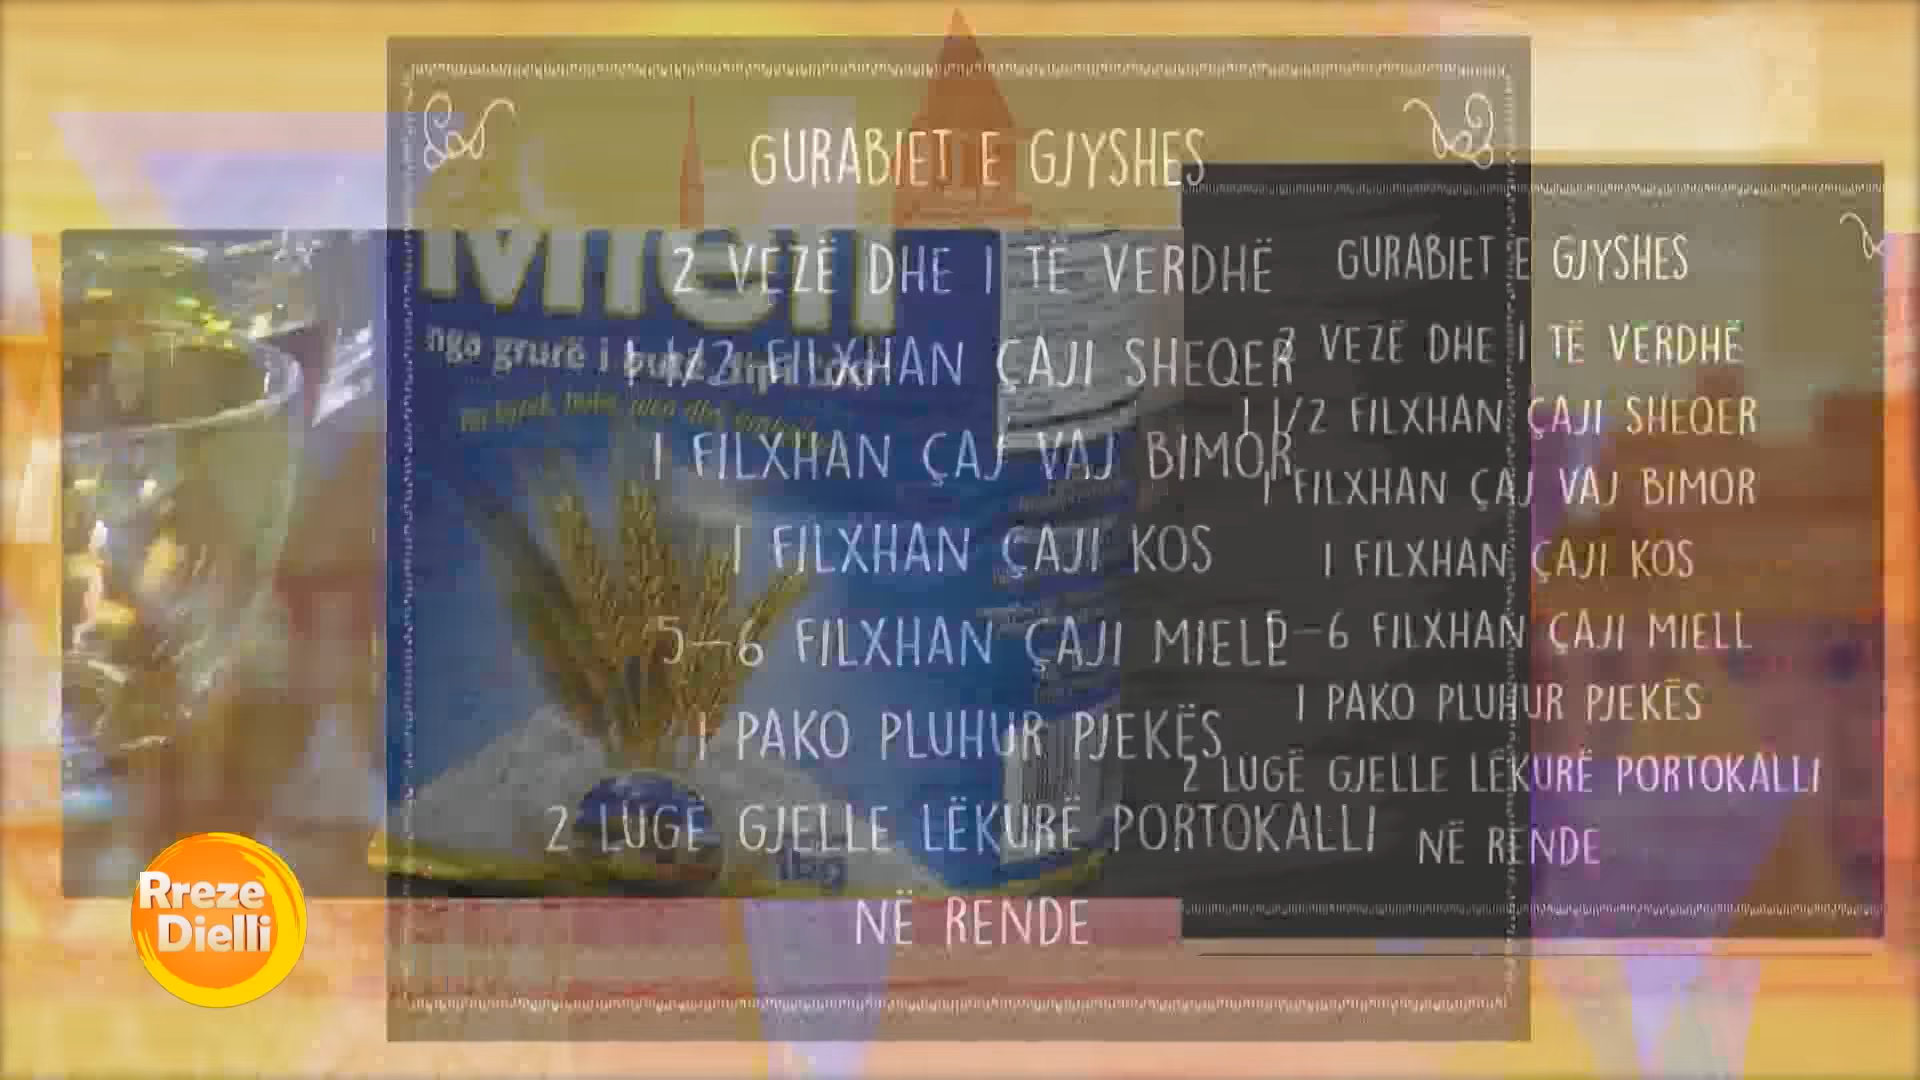 GURABIET E GJYSHES
2 VEZË DHE 1 TË VERDHË
1 1/2 FILXHAN ÇAJI SHEQER
1 FILXHAN ÇAJ VAJ BIMOR
1 FILXHAN ÇAJI KOS
5-6 FILXHAN ÇAJI MIELL
1 PAKO PLUHUR PJEKËS
2 LUGË GJELLE LËKURË PORTOKALLI
NË RENDE
GURABIET E GJYSHES
2 VEZË DHE 1 TË VERDHË
1 1/2 FILXHAN ÇAJI SHEQER
1 FILXHAN ÇAJ VAJ BIMOR
1 FILXHAN ÇAJI KOS
5-6 FILXHAN ÇAJI MIELL
1 PAKO PLUHUR PJEKËS
2 LUGË GJELLE LËKURË PORTOKALLI
NË RENDE
Miell
nga grurë i butë
1kg
Rreze
Dielli